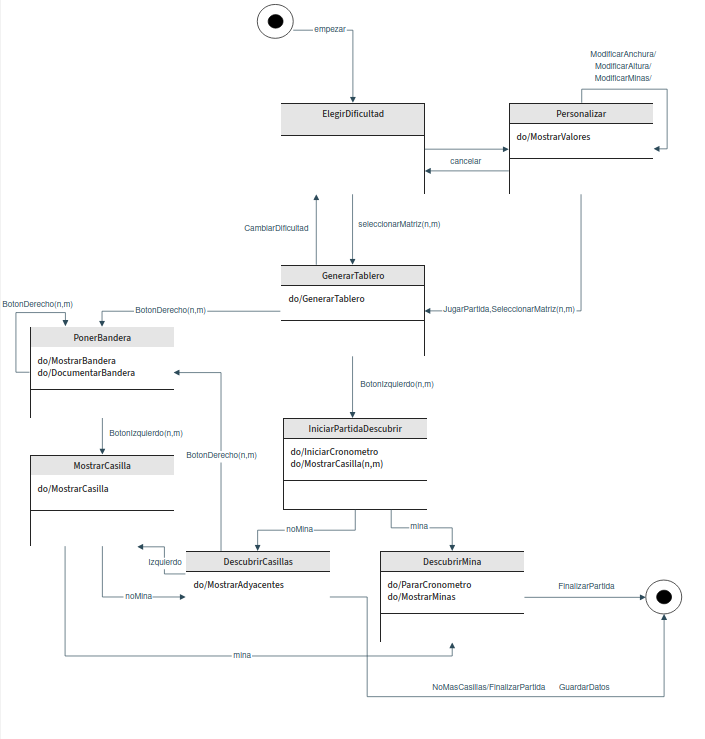 empezar
ModificarAnchura/
ModificarAltura/
ModificarMinas/
ElegirDificultad
Personalizar
do/MostrarValores
cancelar
CambiarDificultad
seleccionarMatriz(n,m)
GenerarTablero
do/GenerarTablero
BotonDerecho(n,m)
BotonDerecho(n,m)
JugarPartida,SeleccionarMatriz(n,m)
PonerBandera
do/MostrarBandera
do/DocumentarBandera
BotonIzquierdo(n,m)
IniciarPartidaDescubrir
do/IniciarCronometro
do/MostrarCasilla(n,m)
BotonIzquierdo(n,m)
BotonDerecho(n,m)
MostrarCasilla
do/MostrarCasilla
noMina
mina
Izquierdo
DescubrirCasillas
do/MostrarAdyacentes
DescubrirMina
do/PararCronometro
do/MostrarMinas
FinalizarPartida
noMina
mina
NoMasCasillas/FinalizarPartida
GuardarDatos